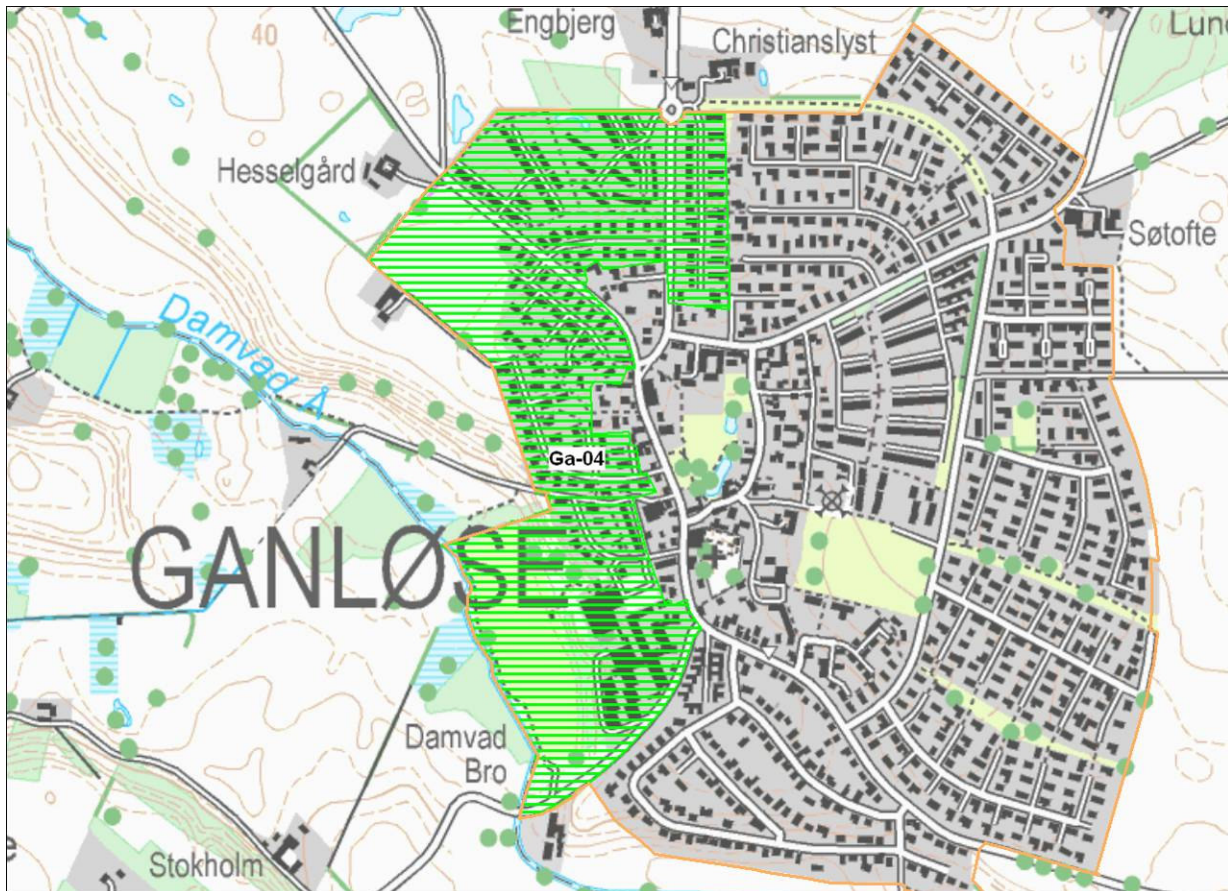 Engbjerg
Lun
40
Christianslyst
Hesselgård
Søtofte
Damvad Å
Ga-04
GANLØSE
Damvad
Bro
Stokholm
e